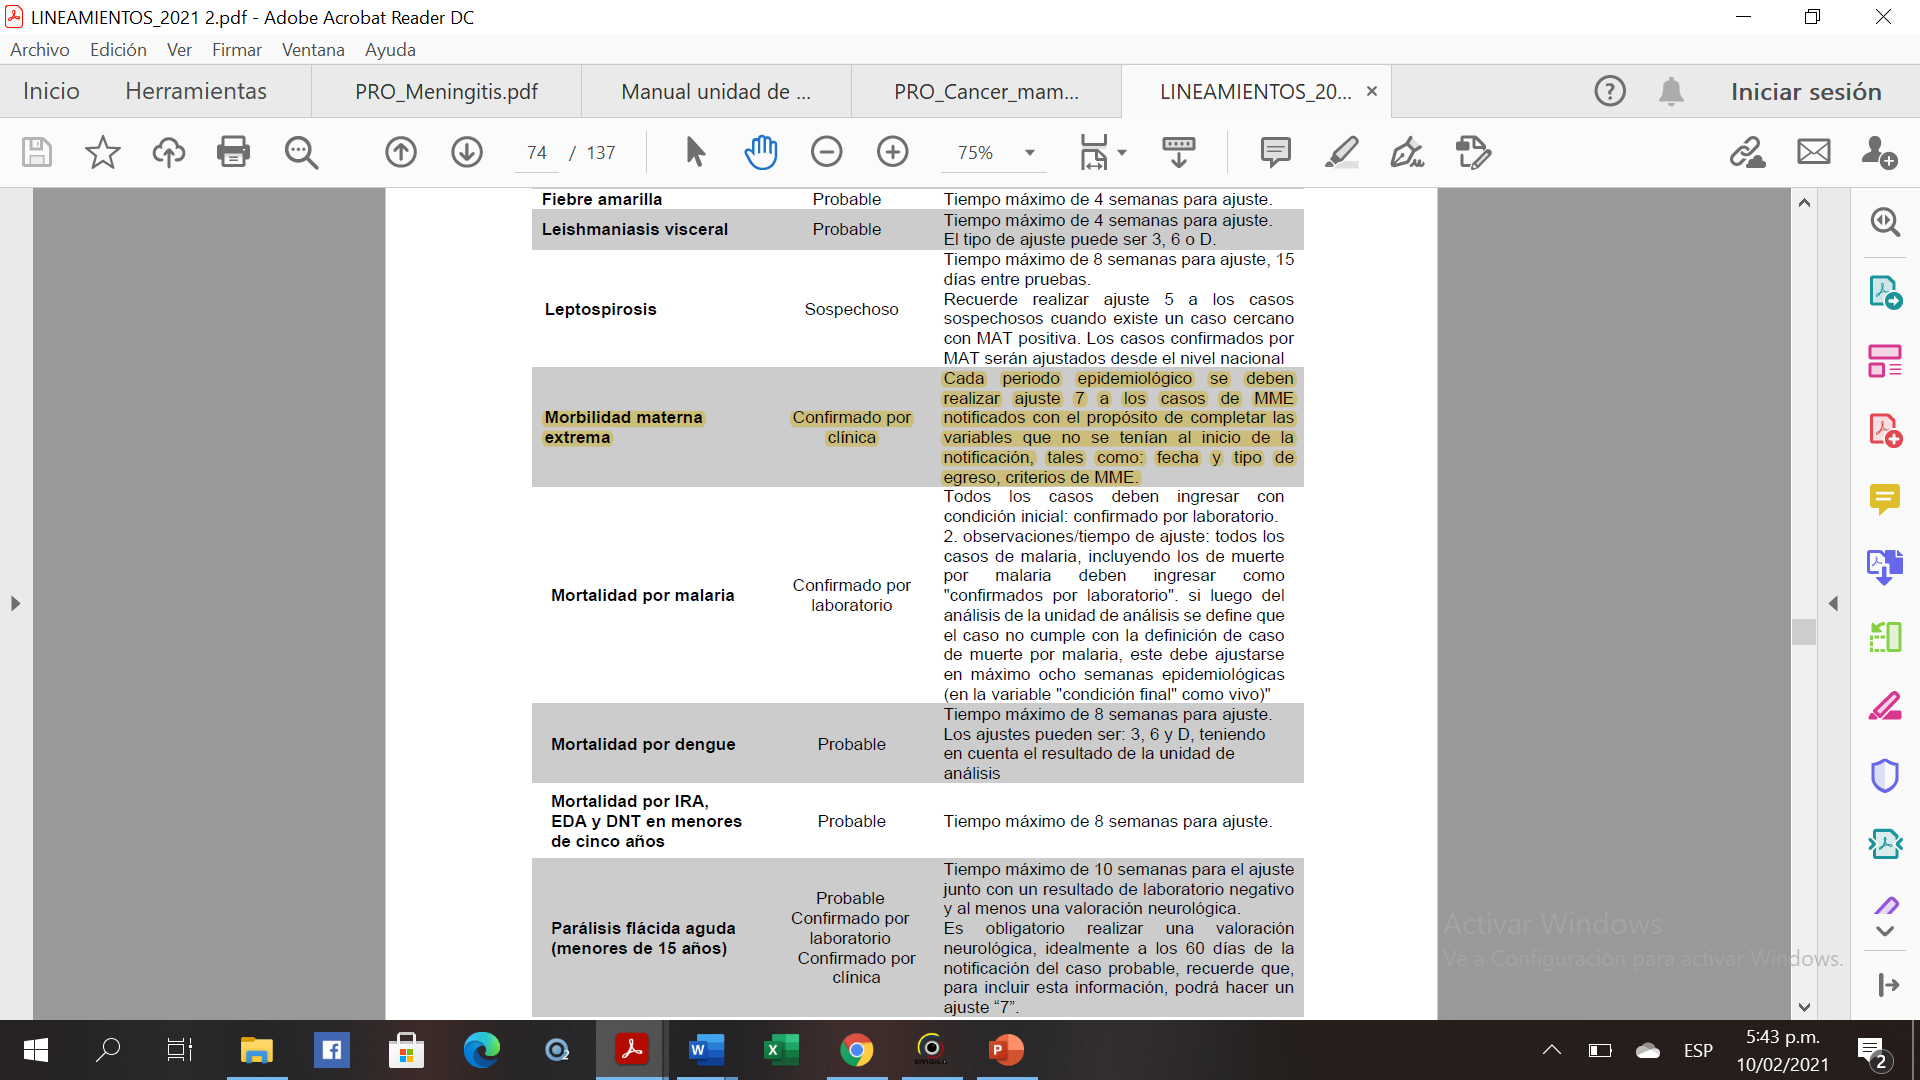 LINEAMIENTOS_2021 2.pdf - Adobe Acrobat Reader DC
Archivo Edición Ver Firmar Ventana Ayuda
Inicio Herramientas PRO_Meningitis.pdf Manual unidad de ... PRO_Cancer_mam... LINEAMIENTOS_20... × Iniciar sesión
74 / 137 75%
Fiebre amarilla Probable Tiempo máximo de 4 semanas para ajuste.
Leishmaniasis visceral Probable Tiempo máximo de 4 semanas para ajuste.
El tipo de ajuste puede ser 3, 6 o D.
Leptospirosis Sospechoso Tiempo máximo de 8 semanas para ajuste, 15
días entre pruebas.
Recuerde realizar ajuste 5 a los casos
sospechosos cuando existe un caso cercano
con MAT positiva. Los casos confirmados por
MAT serán ajustados desde el nivel nacional
Morbilidad materna
extrema
Confirmado por
clínica
Cada periodo epidemiológico se deben
realizar ajuste 7 a los casos de MME
notificados con el propósito de completar las
variables que no se tenían al inicio de la
notificación, tales como: fecha y tipo de
egreso, criterios de MME.
Mortalidad por malaria
Confirmado por
laboratorio
Todos los casos deben ingresar con
condición inicial: confirmado por laboratorio.
2. observaciones/tiempo de ajuste: todos los
casos de malaria, incluyendo los de muerte
por malaria deben ingresar como
"confirmados por laboratorio". si luego del
análisis de la unidad de análisis se define que
el caso no cumple con la definición de caso
de muerte por malaria, este debe ajustarse
en máximo ocho semanas epidemiológicas
(en la variable "condición final" como vivo)"
Mortalidad por dengue Probable Tiempo máximo de 8 semanas para ajuste.
Los ajustes pueden ser: 3, 6 y D, teniendo
en cuenta el resultado de la unidad de
análisis
Mortalidad por IRA,
EDA y DNT en menores
de cinco años
Probable Tiempo máximo de 8 semanas para ajuste.
Parálisis flácida aguda
(menores de 15 años)
Probable
Confirmado por
laboratorio
Confirmado por
clínica
Tiempo máximo de 10 semanas para el ajuste
junto con un resultado de laboratorio negativo
y al menos una valoración neurológica.
Es obligatorio realizar una valoración
neurológica, idealmente a los 60 días de la
notificación del caso probable, recuerde que,
para incluir esta información, podrá hacer un
ajuste “7”.
Activar Windows
Ve a Configuración para activar Windows.
SIVIGILA
ESP 5:43 p.m.
10/02/2021
2